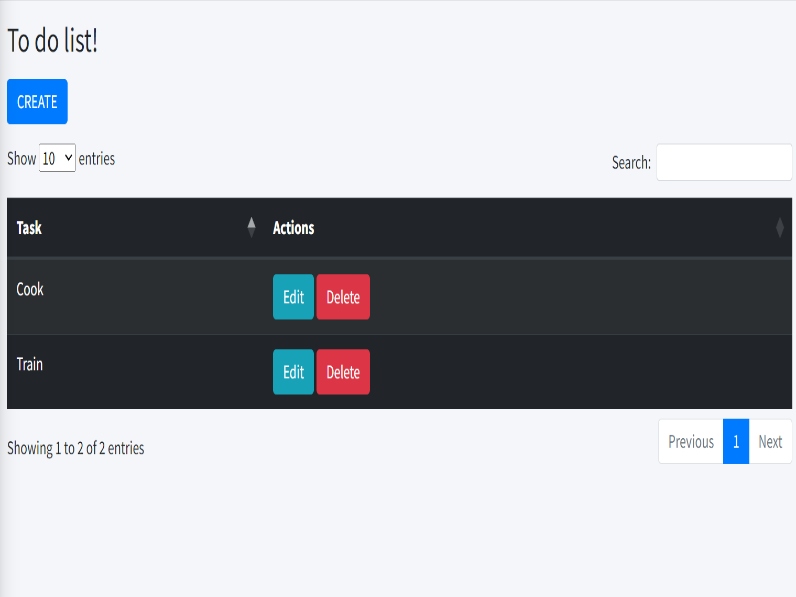 To do list!
CREATE
Show 10 entries
Search:
Task Actions
Cook Edit Delete
Train Edit Delete
Showing 1 to 2 of 2 entries
Previous 1 Next